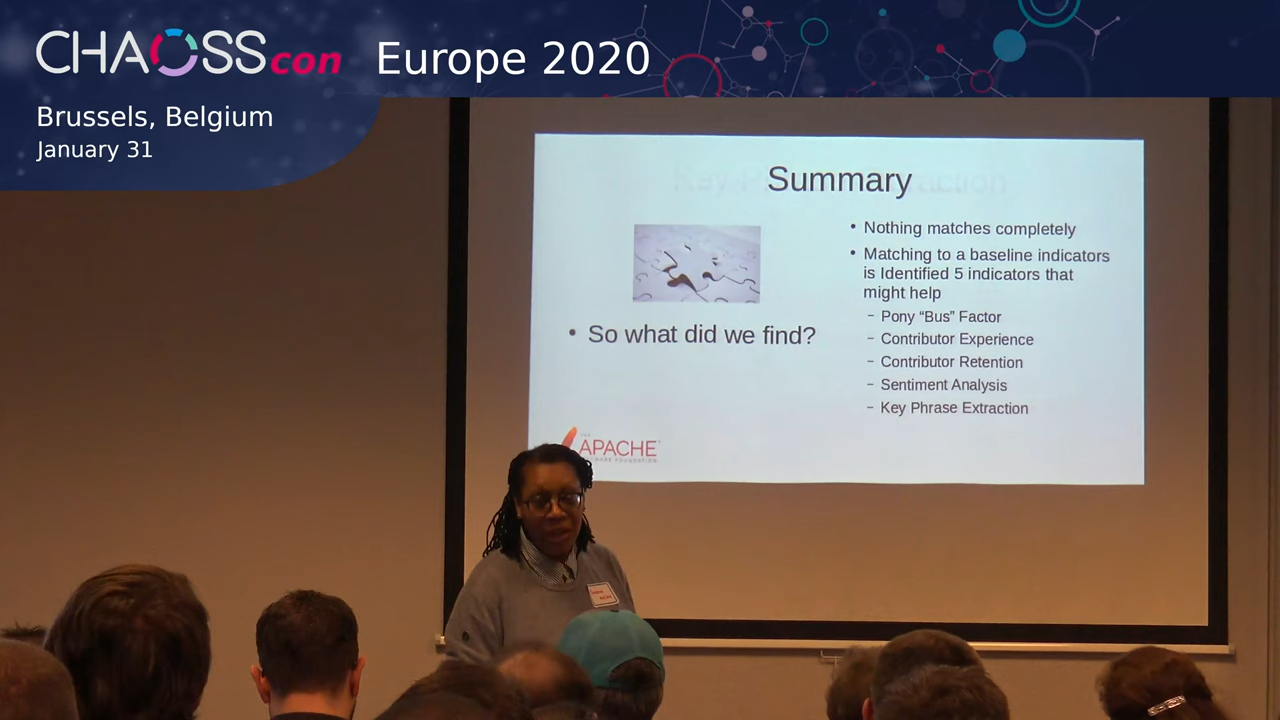 CHAOSScon Europe 2020
Brussels, Belgium
January 31
Summary
• So what did we find?
• Nothing matches completely
• Matching to a baseline indicators
is Identified 5 indicators that
might help
– Pony “Bus” Factor
– Contributor Experience
– Contributor Retention
– Sentiment Analysis
– Key Phrase Extraction
APACHE